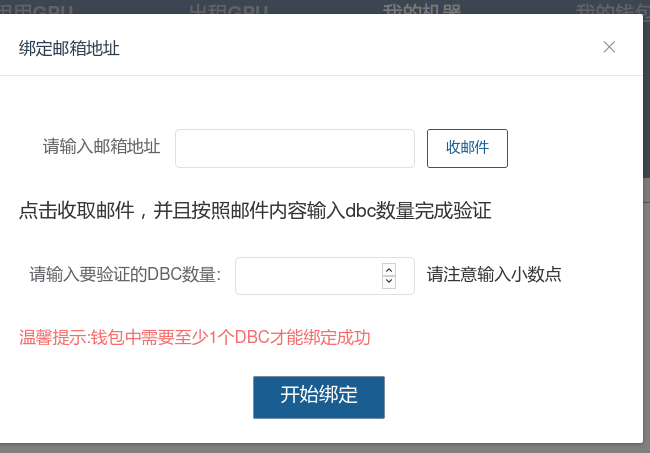 租用GPU 出租GPU 我的机器 我的钱包
绑定邮箱地址
请输入邮箱地址 收邮件
点击收取邮件，并且按照邮件内容输入dbc数量完成验证
请输入要验证的DBC数量: 请注意输入小数点
温馨提示:钱包中需要至少1个DBC才能绑定成功
开始绑定